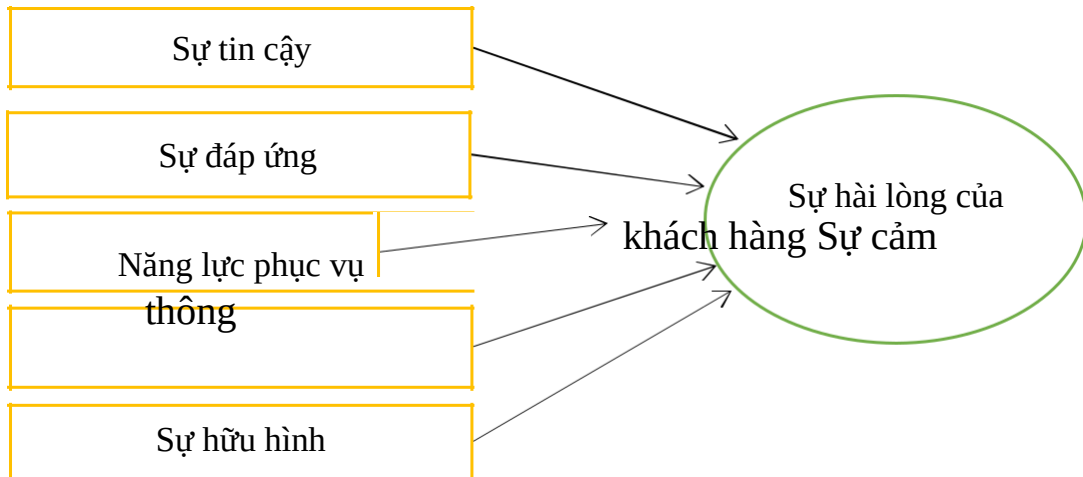 Sự tin cậy
Sự đáp ứng
Sự hài lòng của
khách hàng Sự cảm
Năng lực phục vụ
thông
Sự hữu hình